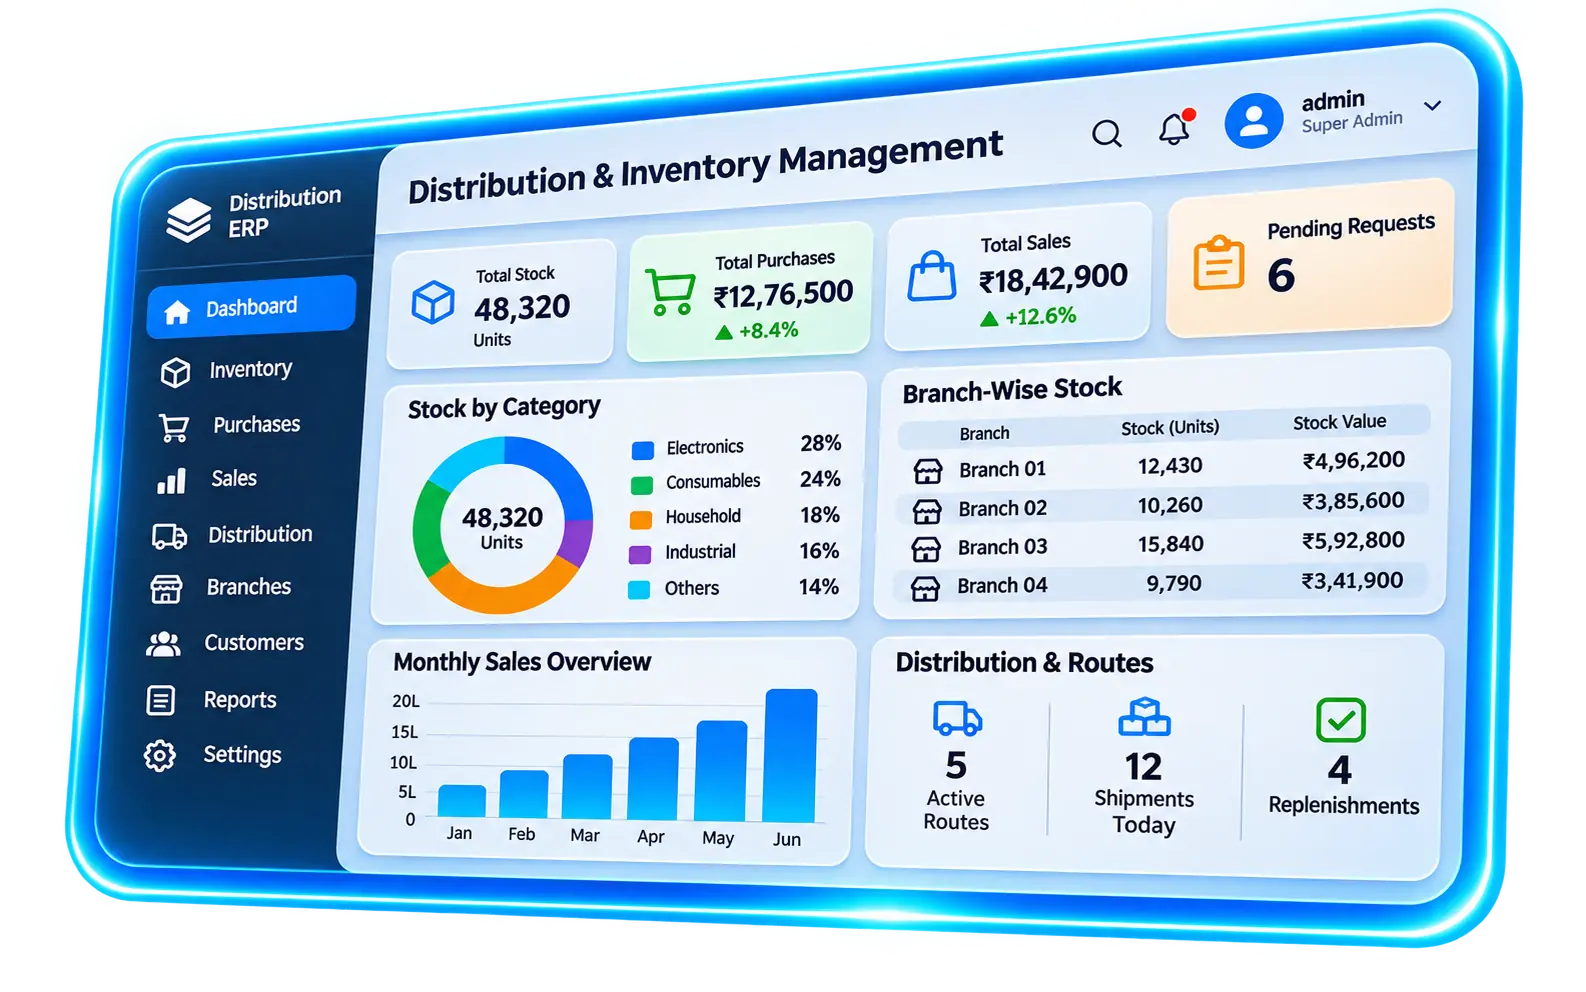 Distribution
ERP
Dashboard
Inventory
Purchases
Sales
Distribution
Branches
Customers
Reports
Settings
Distribution & Inventory Management
admin
Super Admin
Total Stock
48,320
Units
Total Purchases
₹12,76,500
+8.4%
Total Sales
₹18,42,900
+12.6%
Pending Requests
6
Stock by Category
48,320
Units
Electronics 28%
Consumables 24%
Household 18%
Industrial 16%
Others 14%
Branch-Wise Stock
Branch Stock (Units) Stock Value
Branch 01 12,430 ₹4,96,200
Branch 02 10,260 ₹3,85,600
Branch 03 15,840 ₹5,92,800
Branch 04 9,790 ₹3,41,900
Monthly Sales Overview
20L
15L
10L
5L
0
Jan Feb Mar Apr May Jun
Distribution & Routes
5
Active
Routes
12
Shipments
Today
4
Replenishments